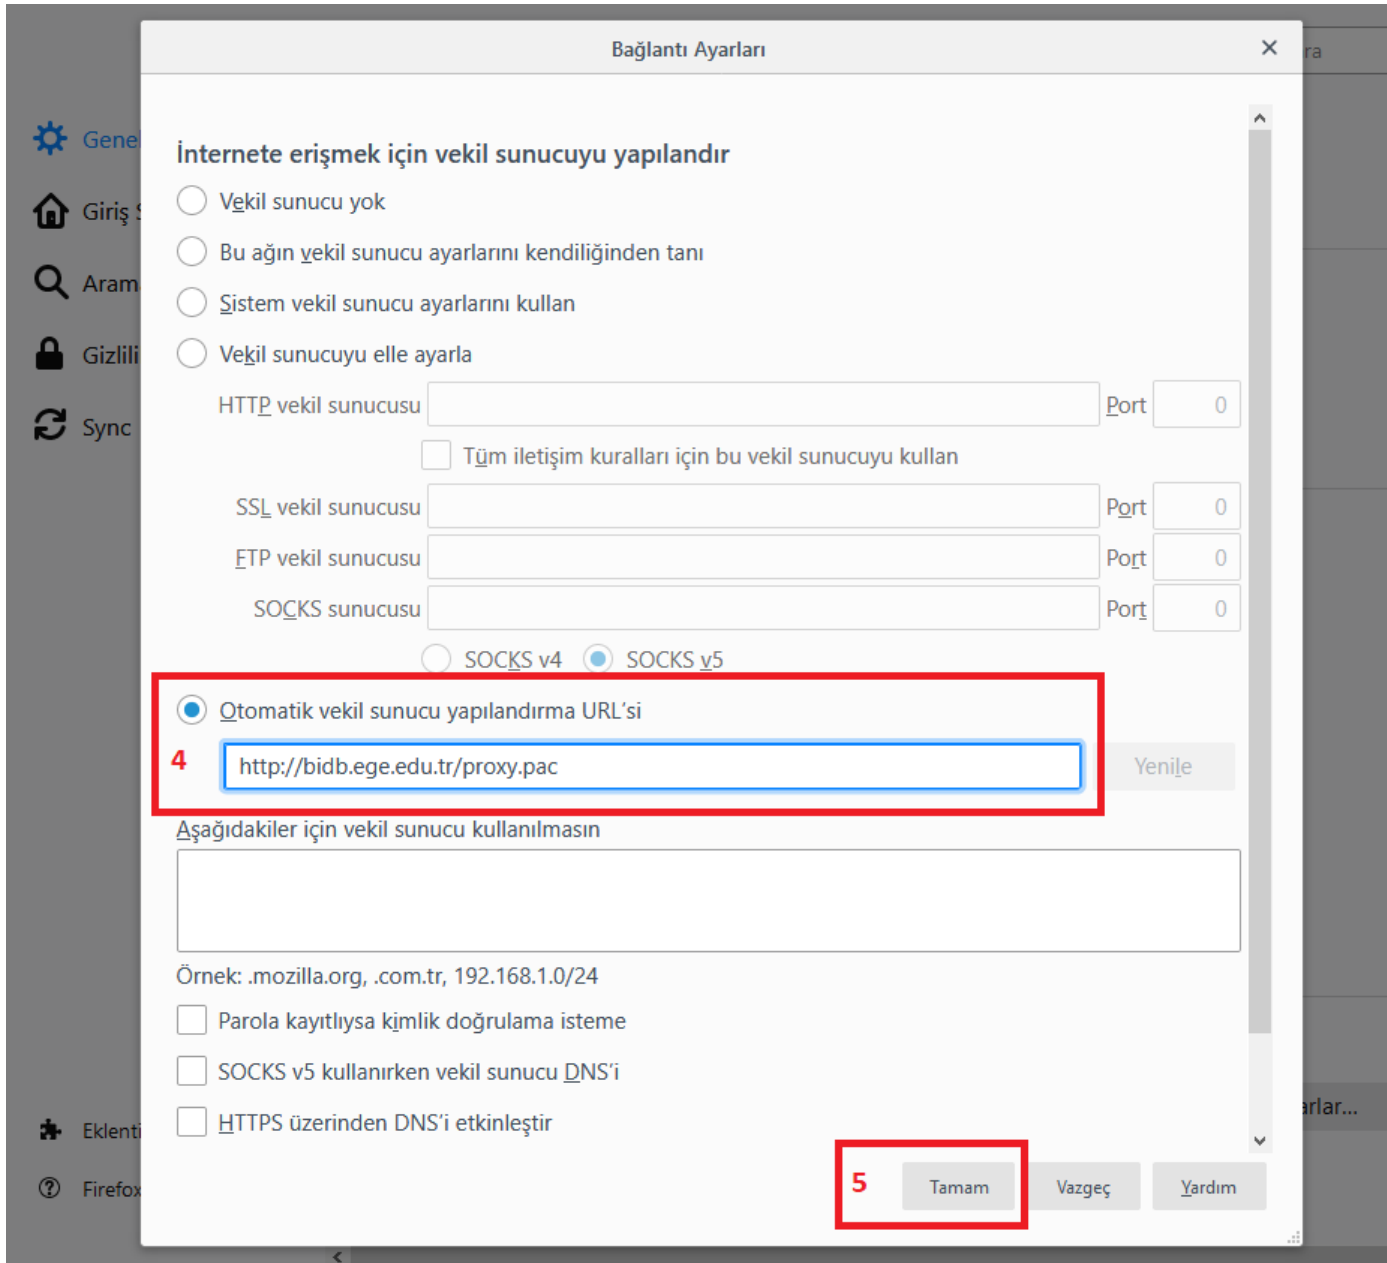 Bağlantı Ayarları
ra
Genel
Giriş S
Aram
Gizlili
Sync
İnternete erişmek için vekil sunucuyu yapılandır
Vekil sunucu yok
Bu ağın vekil sunucu ayarlarını kendiliğinden tanı
Sistem vekil sunucu ayarlarını kullan
Vekil sunucuyu elle ayarla
HTTP vekil sunucusu Port 0
Tüm iletişim kuralları için bu vekil sunucuyu kullan
SSL vekil sunucusu Port 0
FTP vekil sunucusu Port 0
SOCKS sunucusu Port 0
SOCKS v4 SOCKS v5
Otomatik vekil sunucu yapılandırma URL'si
4 http://bidb.ege.edu.tr/proxy.pac Yenile
Aşağıdakiler için vekil sunucu kullanılmasın
Örnek: .mozilla.org, .com.tr, 192.168.1.0/24
Parola kayıtlıysa kimlik doğrulama isteme
SOCKS v5 kullanırken vekil sunucu DNS'i
HTTPS üzerinden DNS'i etkinleştir
arlar...
Eklenti
Firefox
5 Tamam Vazgeç Yardım